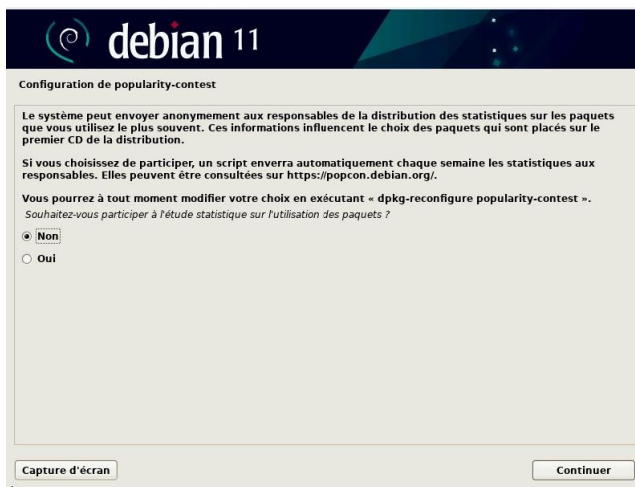 debian 11
Configuration de popularity-contest
Le système peut envoyer anonymement aux responsables de la distribution des statistiques sur les paquets
que vous utilisez le plus souvent. Ces informations influencent le choix des paquets qui sont placés sur le
premier CD de la distribution.
Si vous choisissez de participer, un script enverra automatiquement chaque semaine les statistiques aux
responsables. Elles peuvent être consultées sur https://popcon.debian.org/.
Vous pourrez à tout moment modifier votre choix en exécutant « dpkg-reconfigure popularity-contest ».
Souhaitez-vous participer à l'étude statistique sur l'utilisation des paquets ?
Non
Oui
Capture d'écran
Continuer